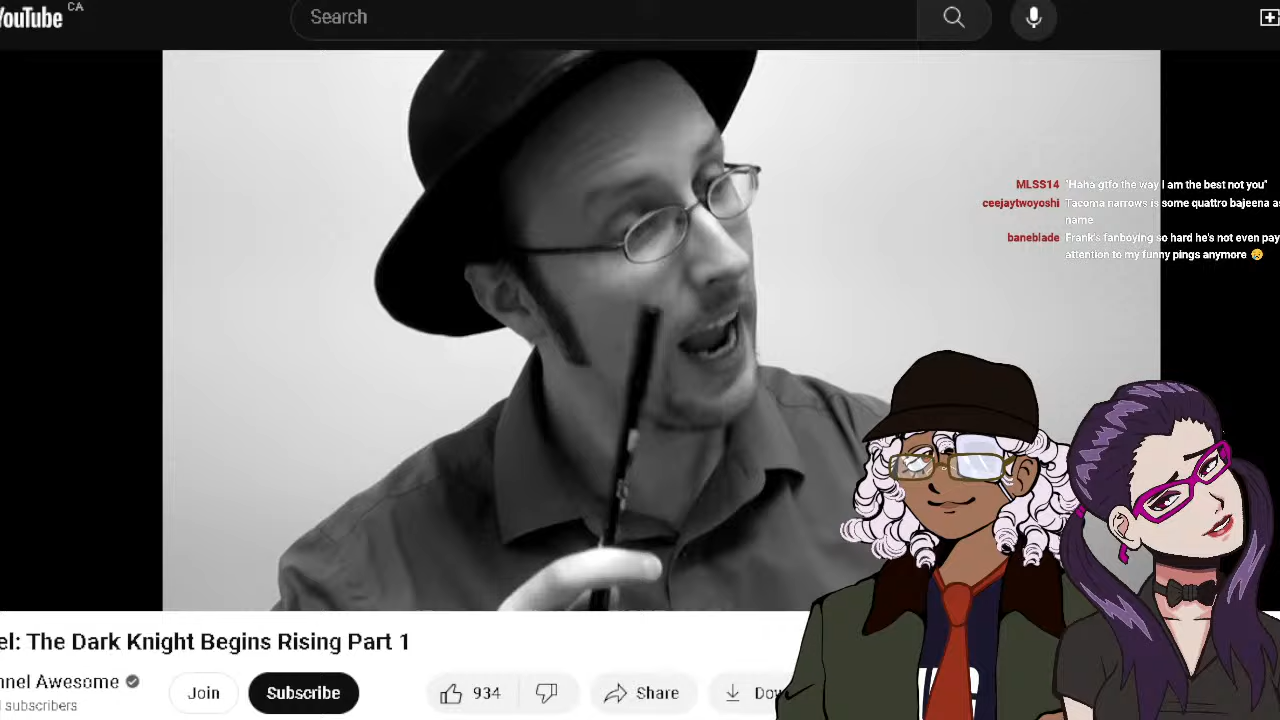 YouTube CA
Search
MLSS14 "Haha gtfo the way I am the best not you"
ceejaytwoyoshi Tacoma narrows is some quattro bajeena as
name
baneblade Frank's fanboying so hard he's not even pay
attention to my funny pings anymore 😥
el: The Dark Knight Begins Rising Part 1
nnel Awesome
subscribers
Join
Subscribe
934
Share
Dow